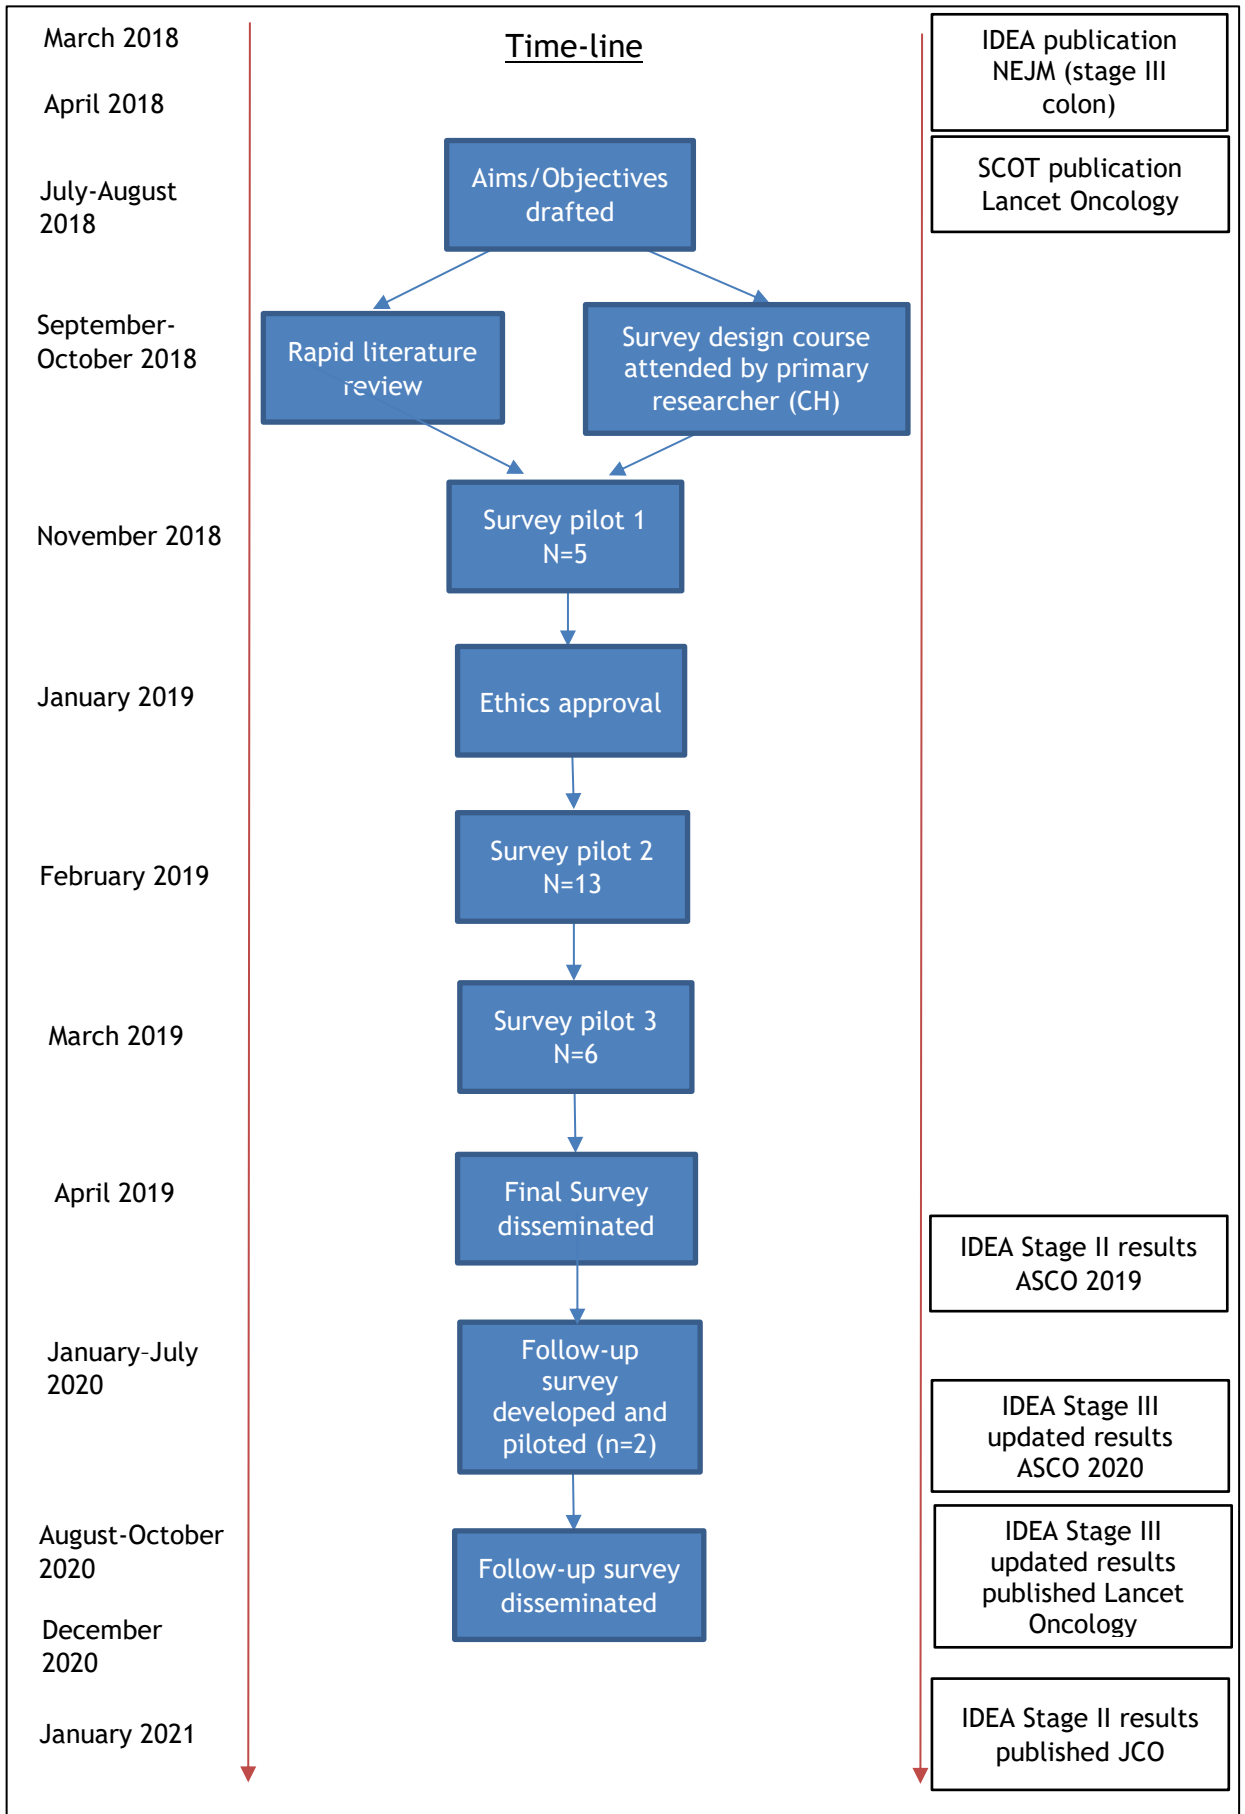 March 2018
Time-line
IDEA publication
NEJM (stage III
colon)
April 2018
Aims/Objectives
drafted
SCOT publication
Lancet Oncology
July-August
2018
September-
October 2018
Rapid literature
review
Survey design course
attended by primary
researcher (CH)
November 2018
Survey pilot 1
N=5
January 2019
Ethics approval
February 2019
Survey pilot 2
N=13
March 2019
Survey pilot 3
N=6
April 2019
Final Survey
disseminated
IDEA Stage II results
ASCO 2019
January-July
2020
Follow-up
survey
developed and
piloted (n=2)
IDEA Stage III
updated results
ASCO 2020
August-October
2020
Follow-up survey
disseminated
IDEA Stage III
updated results
published Lancet
Oncology
December
2020
January 2021
IDEA Stage II results
published JCO